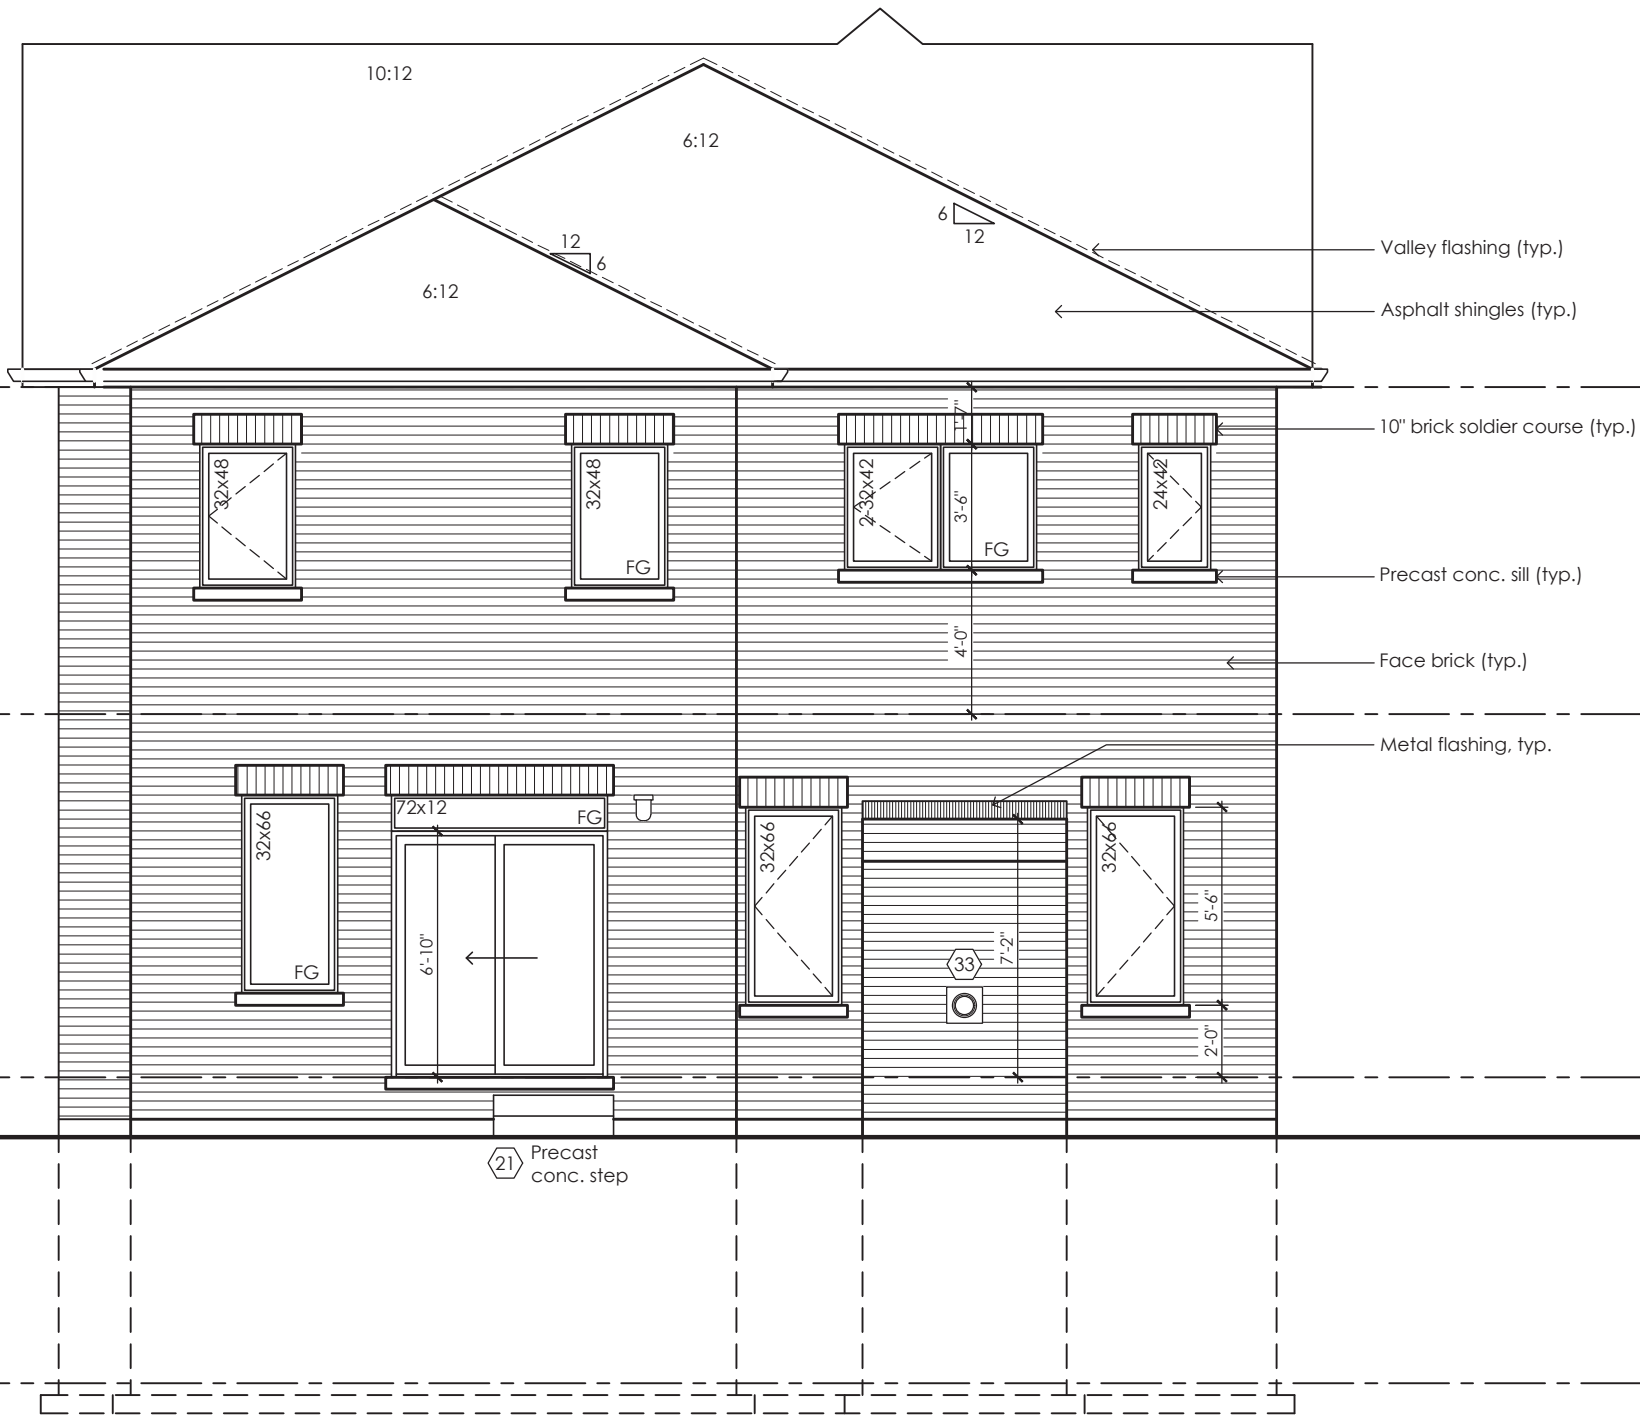 10:12
6:12
6
12
12
6
6:12
Valley flashing (typ.)
Asphalt shingles (typ.)
1'-7"
10" brick soldier course (typ.)
32x48
32x48
FG
2-32x42
3'-6"
FG
24x42
Precast conc. sill (typ.)
4'-0"
Face brick (typ.)
Metal flashing, typ.
72x12
FG
32x66
FG
6'-10"
32x66
33
7'-2"
32x66
5'-6"
2'-0"
21
Precast
conc. step